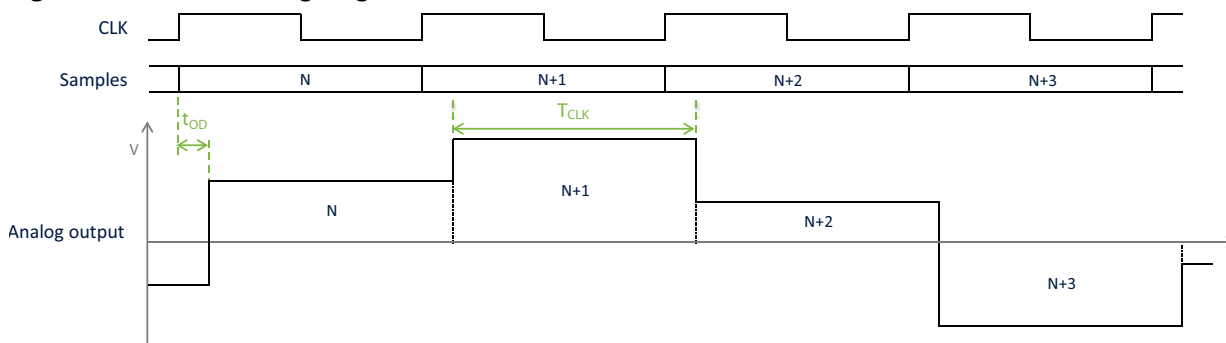 CLK
Samples
N
N+1
N+2
N+3
tOD
TCLK
V
N
N+1
N+2
N+3
Analog output